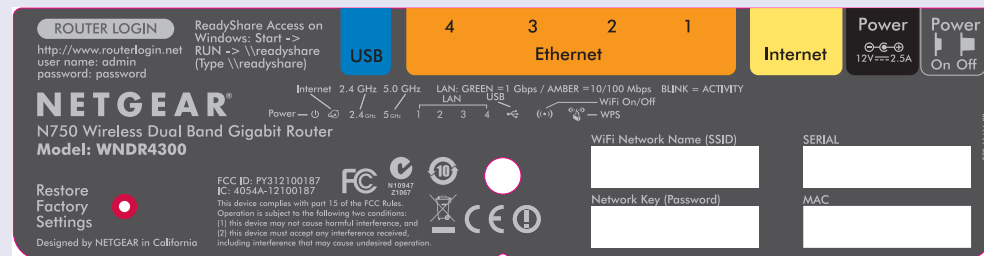 ROUTER LOGIN
http://www.routerlogin.net
user name: admin
password: password
ReadyShare Access on
Windows: Start ->
RUN -> \\readyshare
(Type \\readyshare)
USB
4 3 2 1
Ethernet
Internet
Power
12V 2.5A
Power
On Off
NETGEAR®
N750 Wireless Dual Band Gigabit Router
Model: WNDR4300
Internet 2.4 GHz 5.0 GHz LAN: GREEN =1 Gbps / AMBER =10/100 Mbps BLINK = ACTIVITY
LAN USB
WiFi On/Off
Power 2.4 GHz 5 GHz 1 2 3 4 WPS
WiFi Network Name (SSID)
SERIAL
Network Key (Password)
MAC
Restore
Factory
Settings
Designed by NETGEAR in California
FCC ID: PY312100187
IC: 4054A-12100187
FC
N10947
Z1067
10
This device complies with part 15 of the FCC Rules.
Operation is subject to the following two conditions:
(1) this device may not cause harmful interference, and
(2) this device must accept any interference received,
including interference that may cause undesired operation.
CE